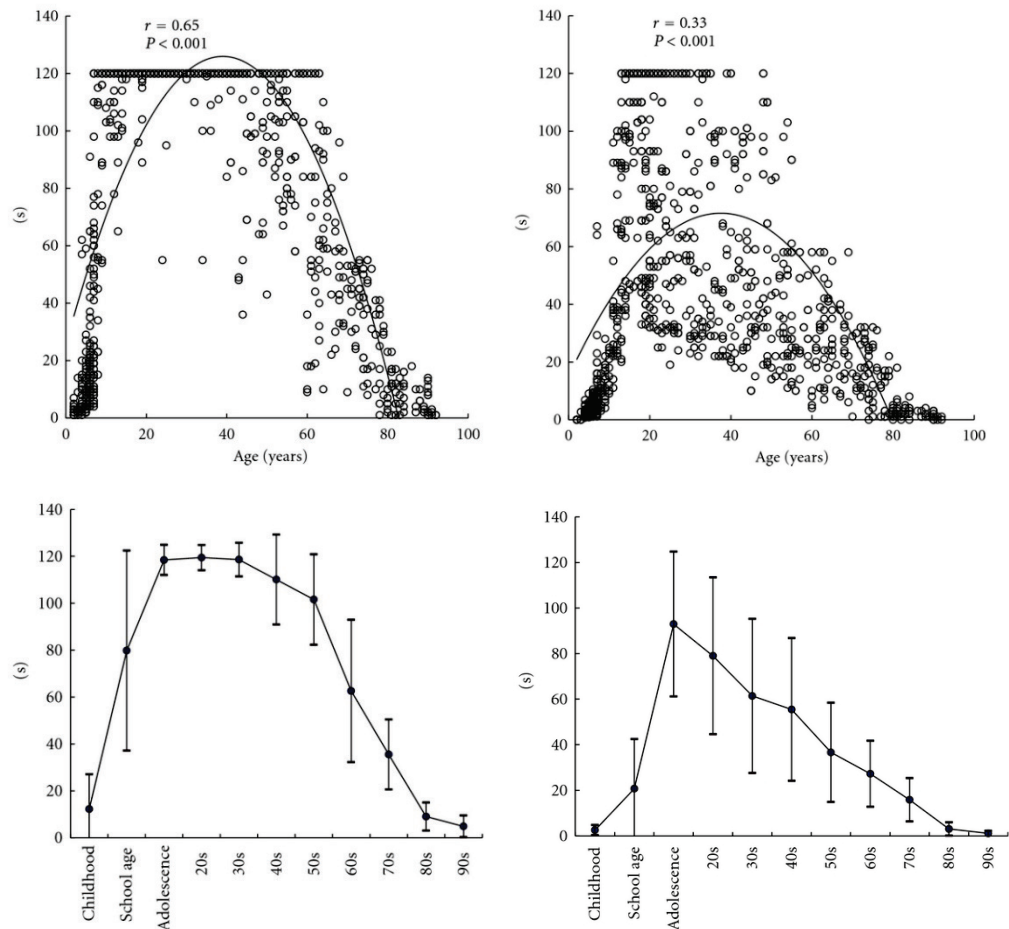 r = 0.65
P < 0.001
140
120
100
80
60
40
20
0
(s)
0 20 40 60 80 100
Age (years)
r = 0.33
P < 0.001
140
120
100
80
60
40
20
0
(s)
0 20 40 60 80 100
Age (years)
140
120
100
80
60
40
20
0
(s)
Childhood
School age
Adolescence
20s
30s
40s
50s
60s
70s
80s
90s
140
120
100
80
60
40
20
0
(s)
Childhood
School age
Adolescence
20s
30s
40s
50s
60s
70s
80s
90s